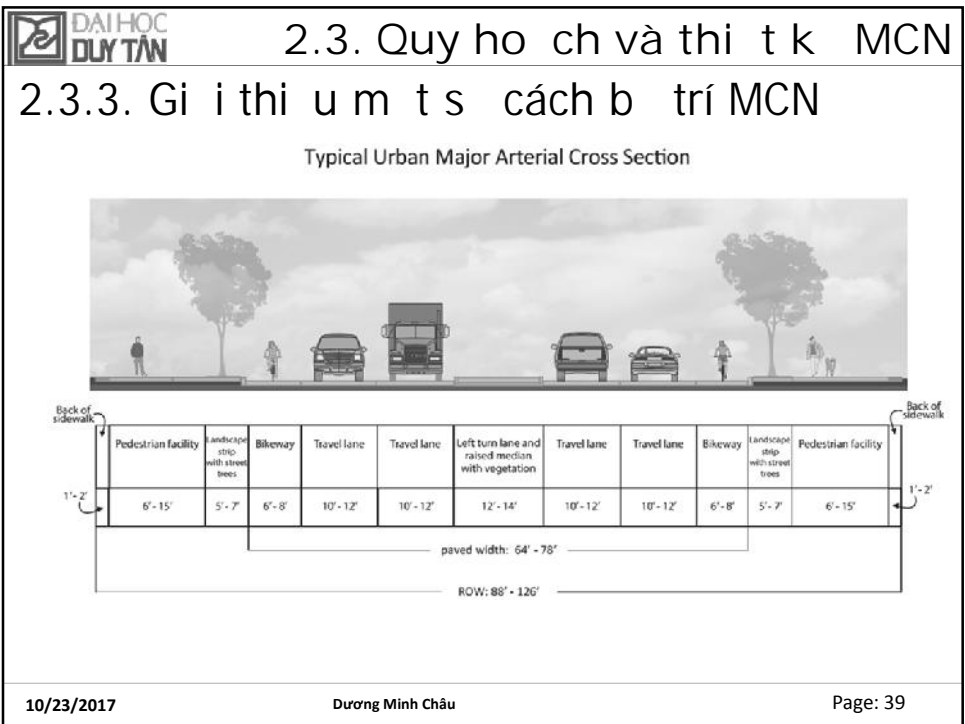 ĐẠI HỌC
DUY TÂN
2.3. Quy ho ch và thi t k MCN
2.3.3. Gi i thi u m t s cách b trí MCN
Typical Urban Major Arterial Cross Section
Back of
sidewalk
Back of
sidewalk
Pedestrian facility
Landscape
strip
with street
trees
Bikeway
Travel lane
Travel lane
Left turn lane and
raised median
with vegetation
Travel lane
Travel lane
Bikeway
Landscape
strip
with street
trees
Pedestrian facility
1'-2' 6'-15' 5'-7' 6'-8' 10'-12' 10'-12' 12'-14' 10'-12' 10'-12' 6'-8' 5'-7' 6'-15' 1'-2'
paved width: 64' - 78'
ROW: 88' - 126'
10/23/2017 Dương Minh Châu Page: 39